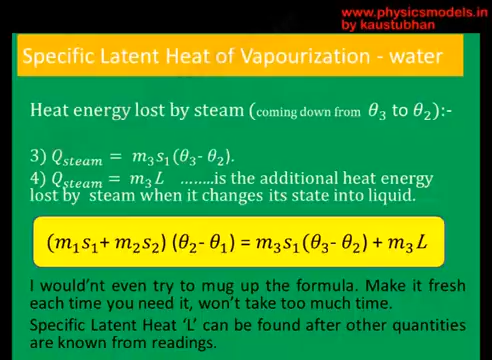 www.physicsmodels.in
by kaustubhan
Specific Latent Heat of Vapourization - water
Heat energy lost by steam (coming down from θ₃ to θ₂):-
3) Qₛₜₑₐₘ = m₃s₁(θ₃- θ₂).
4) Qₛₜₑₐₘ = m₃L ........is the additional heat energy
lost by steam when it changes its state into liquid.
(m₁s₁+ m₂s₂) (θ₂ - θ₁) = m₃s₁(θ₃ - θ₂) + m₃L
I would'nt even try to mug up the formula. Make it fresh
each time you need it, won't take too much time.
Specific Latent Heat 'L' can be found after other quantities
are known from readings.